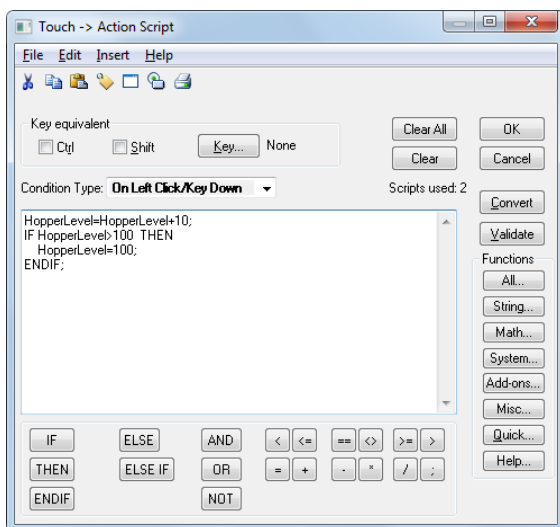 Touch -> Action Script
File Edit Insert Help
Key equivalent
Ctrl Shift Key... None
Clear All OK
Clear Cancel
Condition Type: On Left Click/Key Down Scripts used: 2
Convert
HopperLevel=HopperLevel+10;
IF HopperLevel>100 THEN
HopperLevel=100;
ENDIF;
Validate
Functions
All...
String...
Math...
System...
Add-ons...
Misc...
Quick...
Help...
IF ELSE AND < <= == <> >= >
THEN ELSE IF OR = + - * / ;
ENDIF NOT